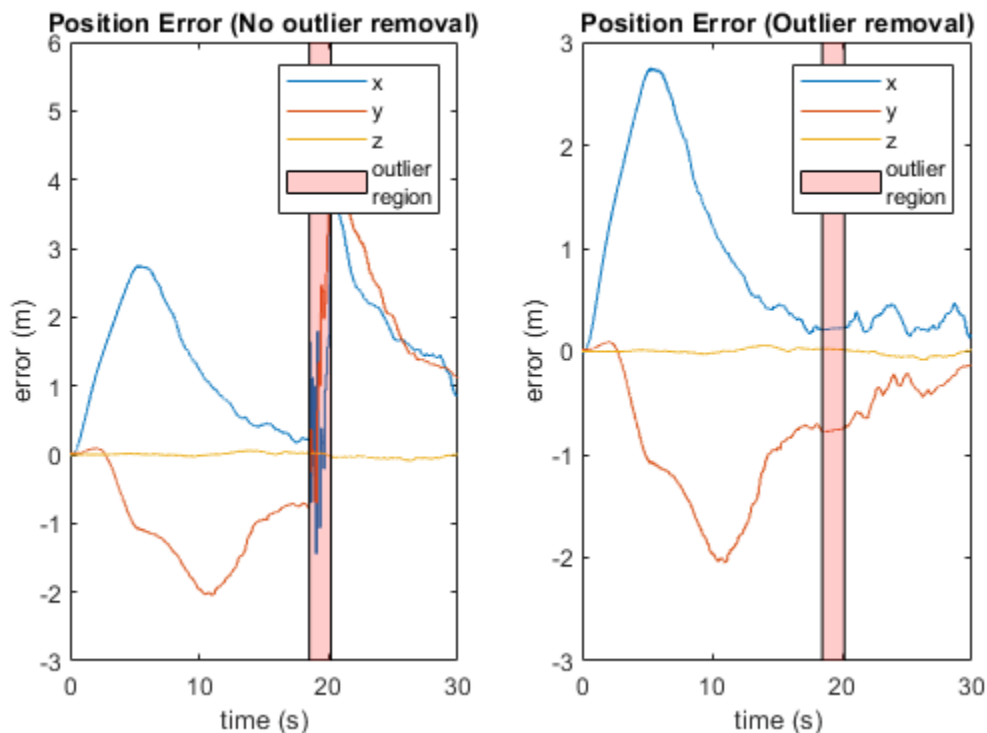 Position Error (No outlier removal)
6
5
4
3
2
1
0
-1
-2
-3
error (m)
x
y
z
outlier
region
0
10
20
30
time (s)
Position Error (Outlier removal)
3
2
1
0
-1
-2
-3
error (m)
x
y
z
outlier
region
0
10
20
30
time (s)